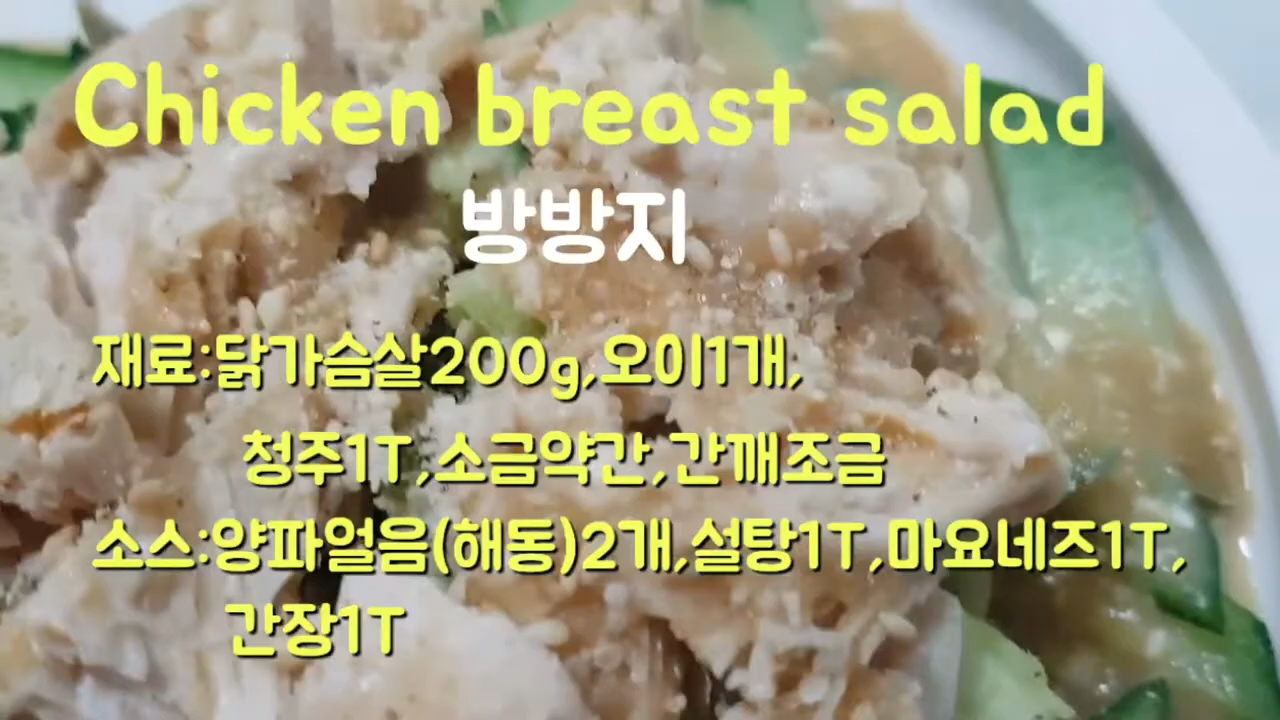 Chicken breast salad
방방지
재료:닭가슴살200g,오이1개,
청주1T,소금약간,간깨조금
소스:양파얼음(해동)2개,설탕1T,마요네즈1T,
간장1T